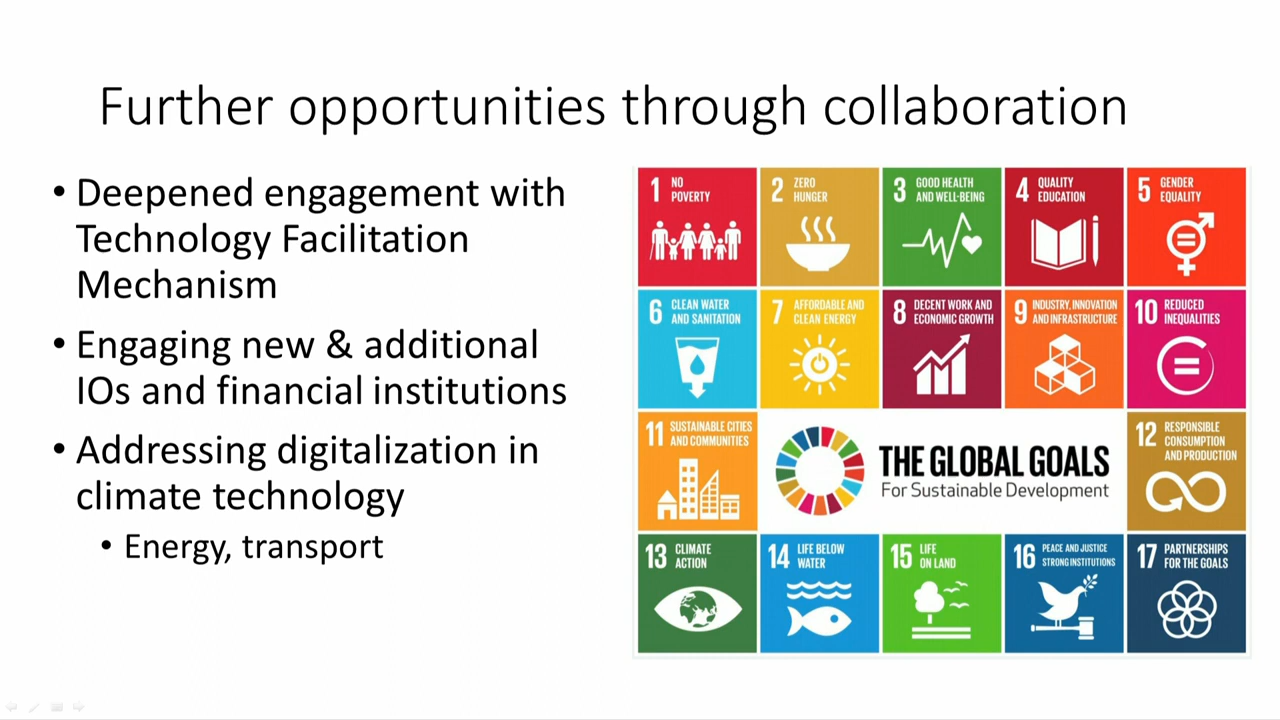 Further opportunities through collaboration
• Deepened engagement with
Technology Facilitation
Mechanism
• Engaging new & additional
IOs and financial institutions
• Addressing digitalization in
climate technology
• Energy, transport
1 NO
POVERTY
2 ZERO
HUNGER
3 GOOD HEALTH
AND WELL-BEING
4 QUALITY
EDUCATION
5 GENDER
EQUALITY
6 CLEAN WATER
AND SANITATION
7 AFFORDABLE AND
CLEAN ENERGY
8 DECENT WORK AND
ECONOMIC GROWTH
9 INDUSTRY, INNOVATION
AND INFRASTRUCTURE
10 REDUCED
INEQUALITIES
11 SUSTAINABLE CITIES
AND COMMUNITIES
THE GLOBAL GOALS
For Sustainable Development
12 RESPONSIBLE
CONSUMPTION
AND PRODUCTION
13 CLIMATE
ACTION
14 LIFE BELOW
WATER
15 LIFE
ON LAND
16 PEACE AND JUSTICE
STRONG INSTITUTIONS
17 PARTNERSHIPS
FOR THE GOALS